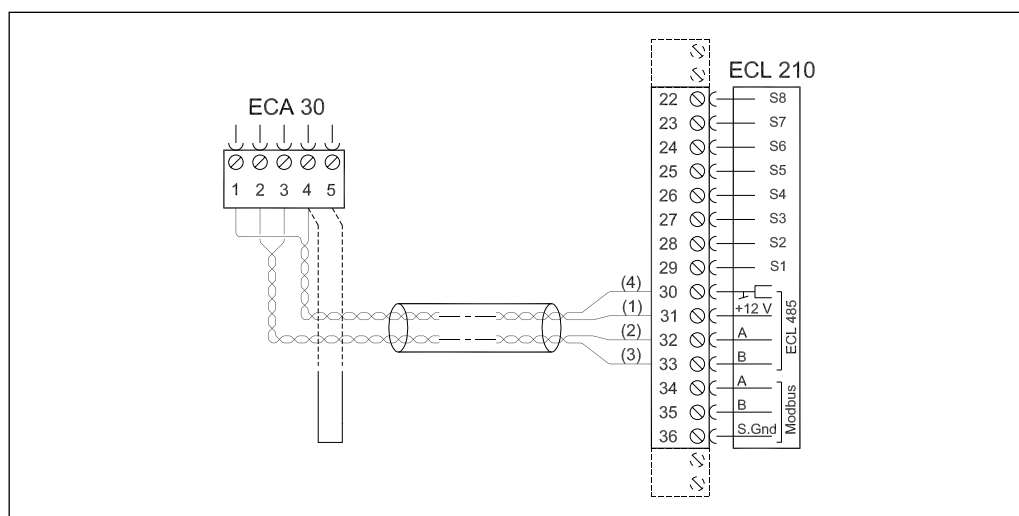 ECA 30
1 2 3 4 5
ECL 210
22 S8
23 S7
24 S6
25 S5
26 S4
27 S3
28 S2
29 S1
(4) 30
(1) 31 +12 V
(2) 32 A
(3) 33 B
ECL 485
34 A
35 B
36 S.Gnd
Modbus